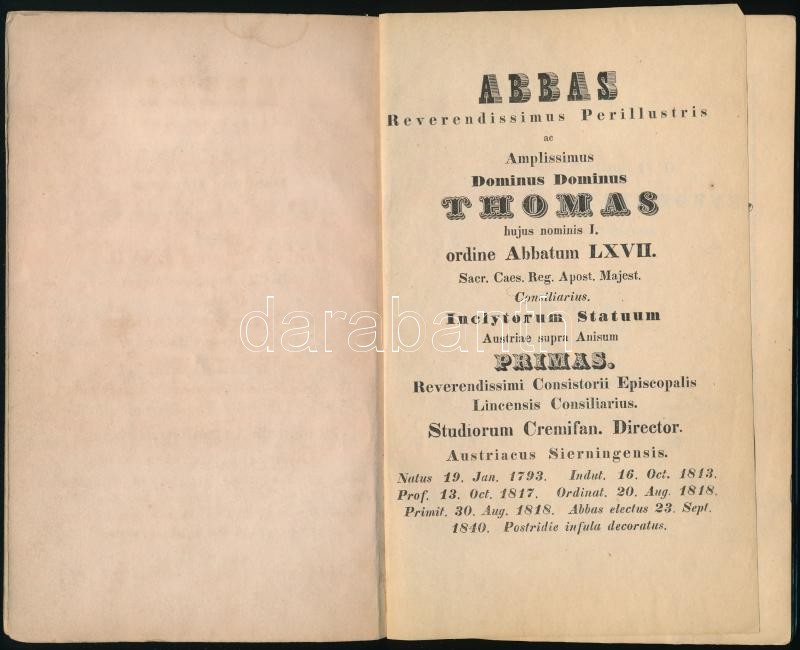 ABBAS
Reverendissimus Perillustris
ac
Amplissimus
Dominus Dominus
THOMAS
hujus nominis I.
ordine Abbatum LXVII.
Sacr. Caes. Reg. Apost. Majest.
Consiliarius.
Inclytorum Statuum
Austriae supra Anisum
PRIMAS.
Reverendissimi Consistorii Episcopalis
Lincensis Consiliarius.
Studiorum Cremifan. Director.
Austriacus Sierningensis.
Natus 19. Jan. 1793. Indut. 16. Oct. 1813.
Prof. 13. Oct. 1817. Ordinat. 20. Aug. 1818.
Primit. 30. Aug. 1818. Abbas electus 23. Sept.
1840. Postridie infula decoratus.
darabanth